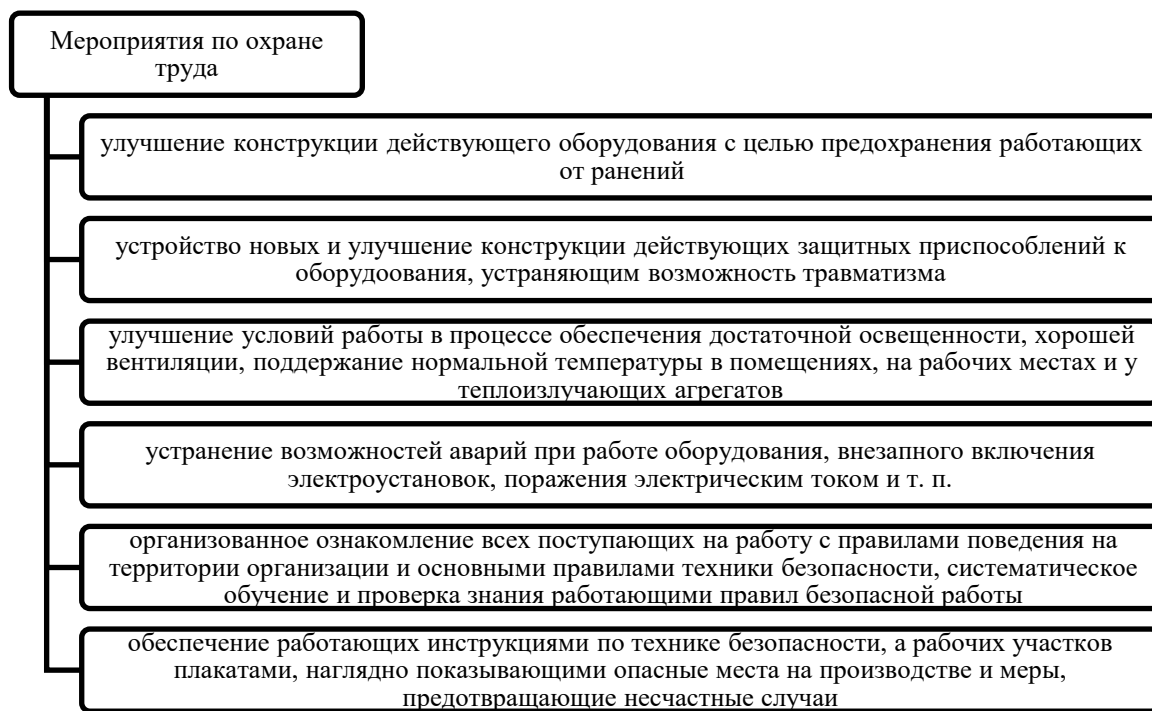 Мероприятия по охране
труда
улучшение конструкции действующего оборудования с целью предохранения работающих
от ранений
устройство новых и улучшение конструкции действующих защитных приспособлений к
оборудоования, устраняющим возможность травматизма
улучшение условий работы в процессе обеспечения достаточной освещенности, хорошей
вентиляции, поддержание нормальной температуры в помещениях, на рабочих местах и у
теплоизлучающих агрегатов
устранение возможностей аварий при работе оборудования, внезапного включения
электроустановок, поражения электрическим током и т. п.
организованное ознакомление всех поступающих на работу с правилами поведения на
территории организации и основными правилами техники безопасности, систематическое
обучение и проверка знания работающими правил безопасной работы
обеспечение работающих инструкциями по технике безопасности, а рабочих участков
плакатами, наглядно показывающими опасные места на производстве и меры,
предотвращающие несчастные случаи